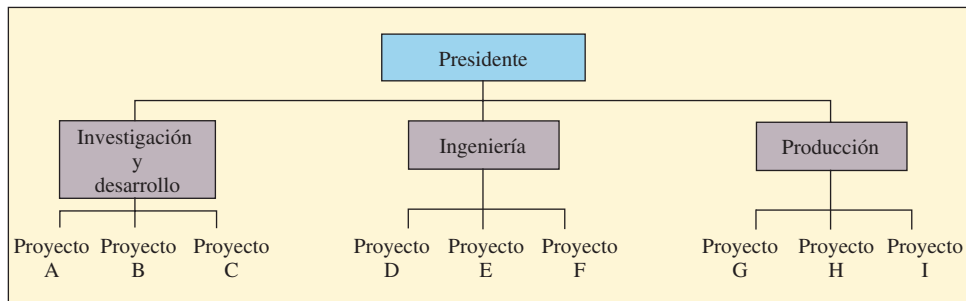 Presidente
Investigación
y
desarrollo
Ingeniería
Producción
Proyecto
A
Proyecto
B
Proyecto
C
Proyecto
D
Proyecto
E
Proyecto
F
Proyecto
G
Proyecto
H
Proyecto
I